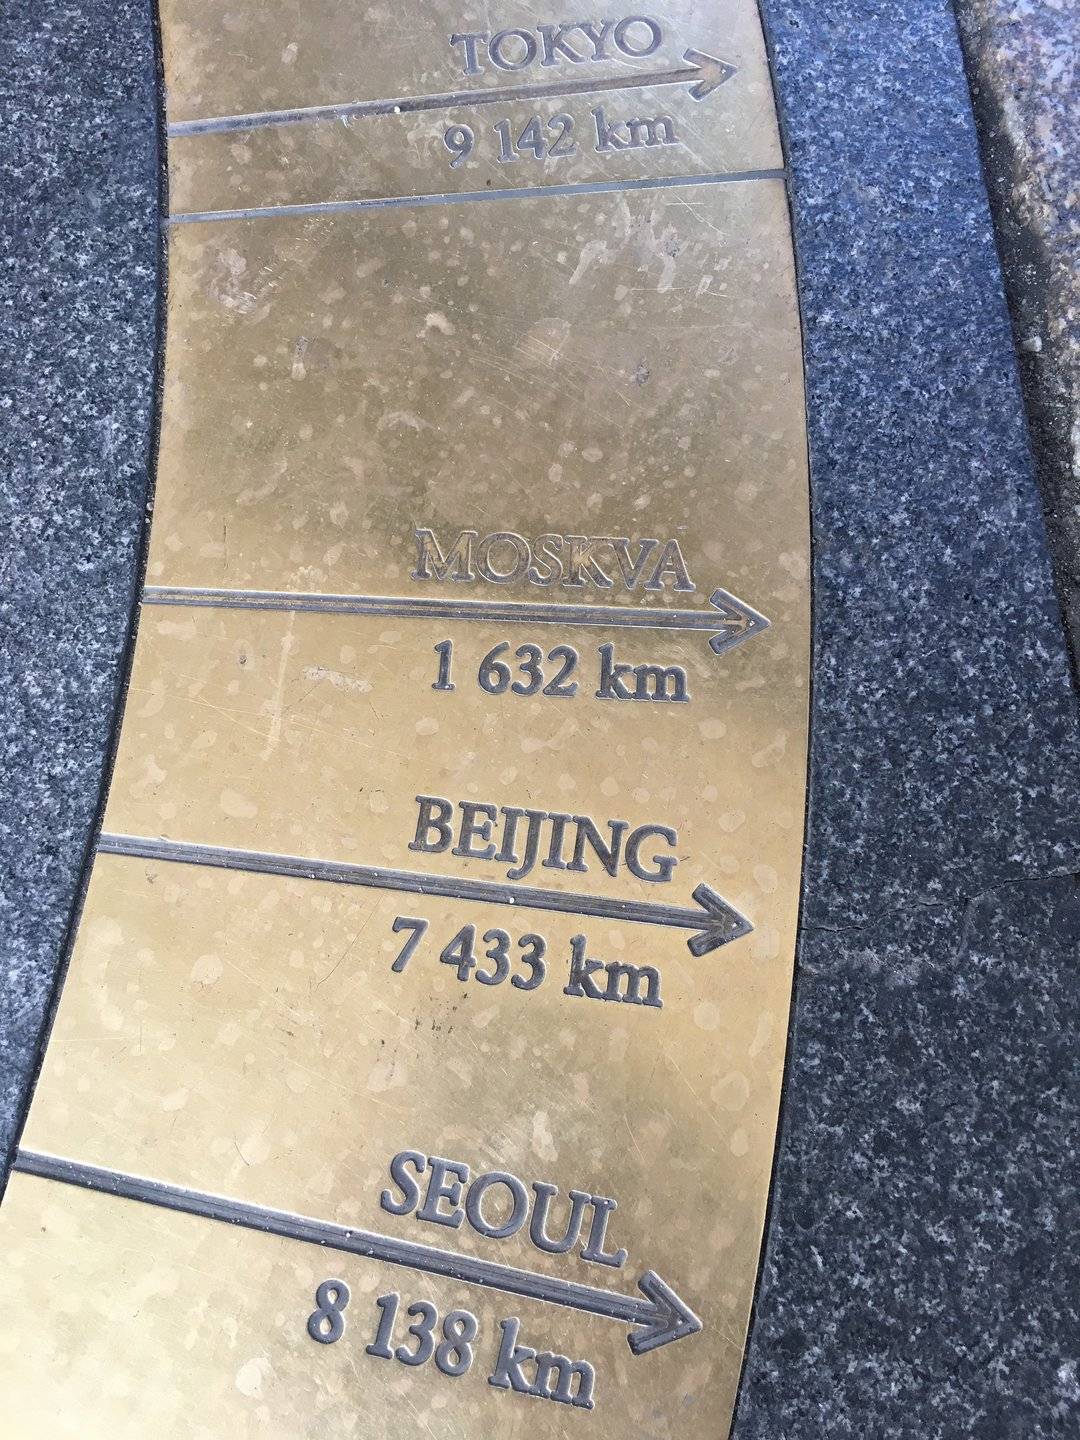 TOKYO
9 142 km
MOSKVA
1 632 km
BEIJING
7 433 km
SEOUL
8 138 km